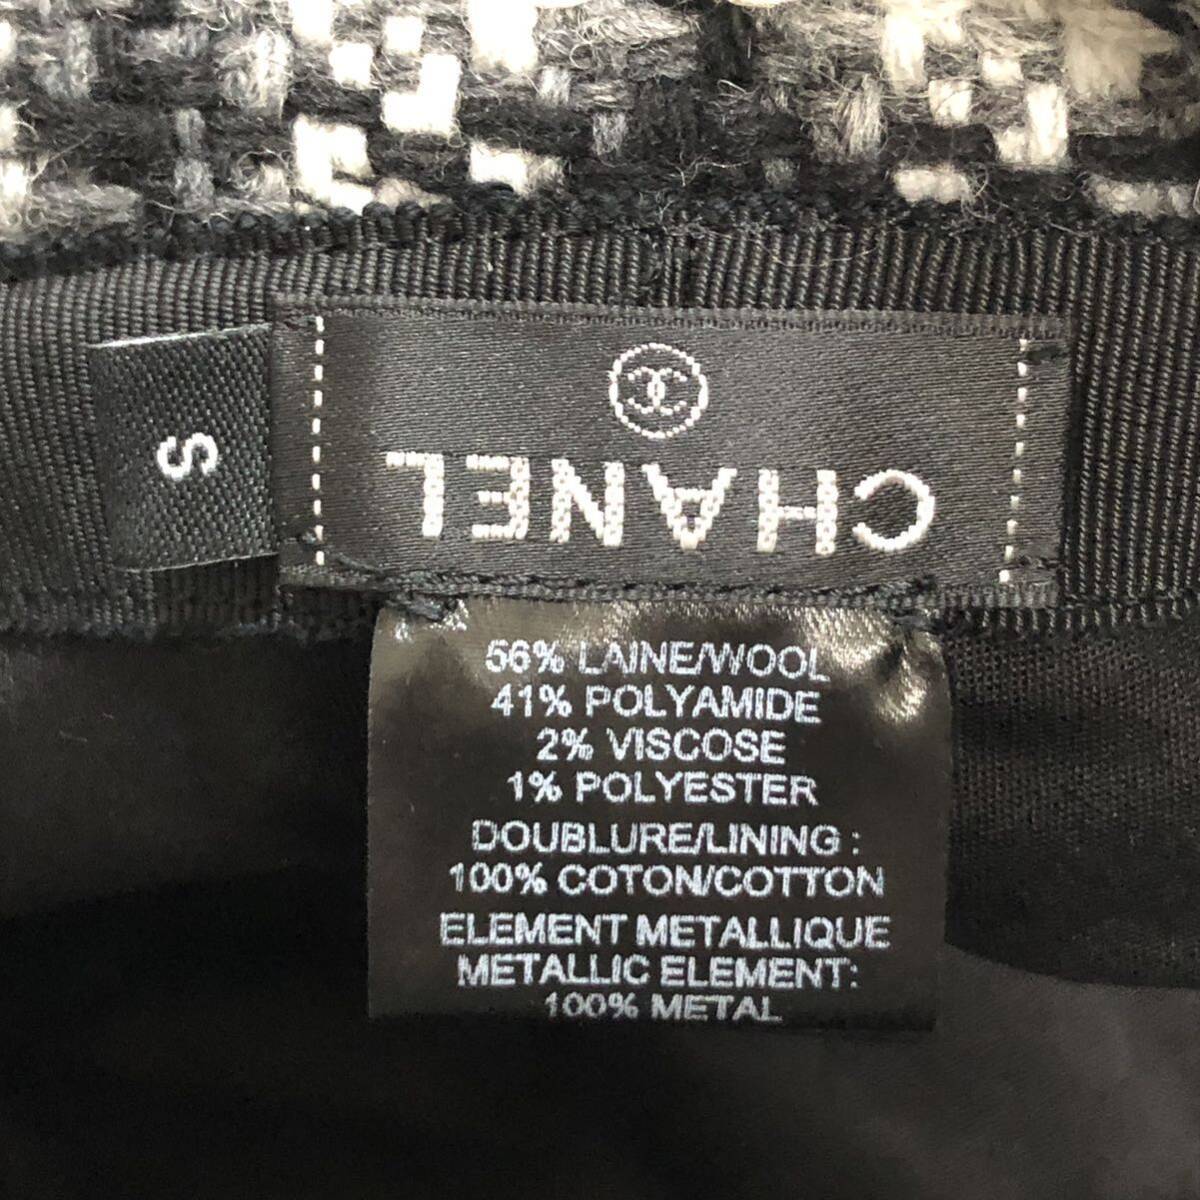 S
CHANEL
56% LAINE/WOOL
41% POLYAMIDE
2% VISCOSE
1% POLYESTER
DOUBLURE/LINING :
100% COTON/COTTON
ELEMENT METALLIQUE
METALLIC ELEMENT:
100% METAL